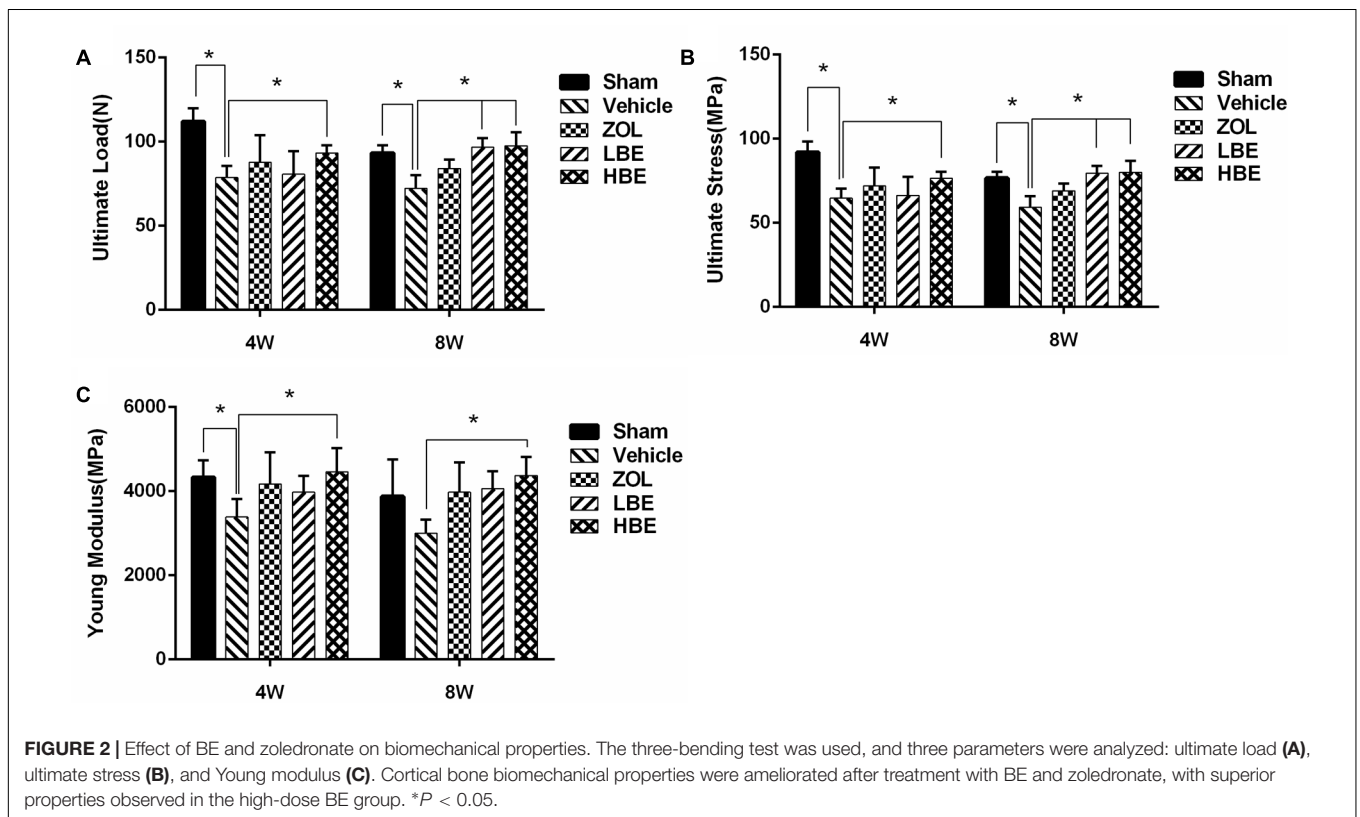 A
Ultimate Load(N)
150
100
50
0
* * * *
4W 8W
Sham
Vehicle
ZOL
LBE
HBE
B
Ultimate Stress(MPa)
150
100
50
0
* * * *
4W 8W
Sham
Vehicle
ZOL
LBE
HBE
C
Young Modulus(MPa)
6000
4000
2000
0
* * *
4W 8W
Sham
Vehicle
ZOL
LBE
HBE
FIGURE 2 | Effect of BE and zoledronate on biomechanical properties. The three-bending test was used, and three parameters were analyzed: ultimate load (A),
ultimate stress (B), and Young modulus (C). Cortical bone biomechanical properties were ameliorated after treatment with BE and zoledronate, with superior
properties observed in the high-dose BE group. *P < 0.05.